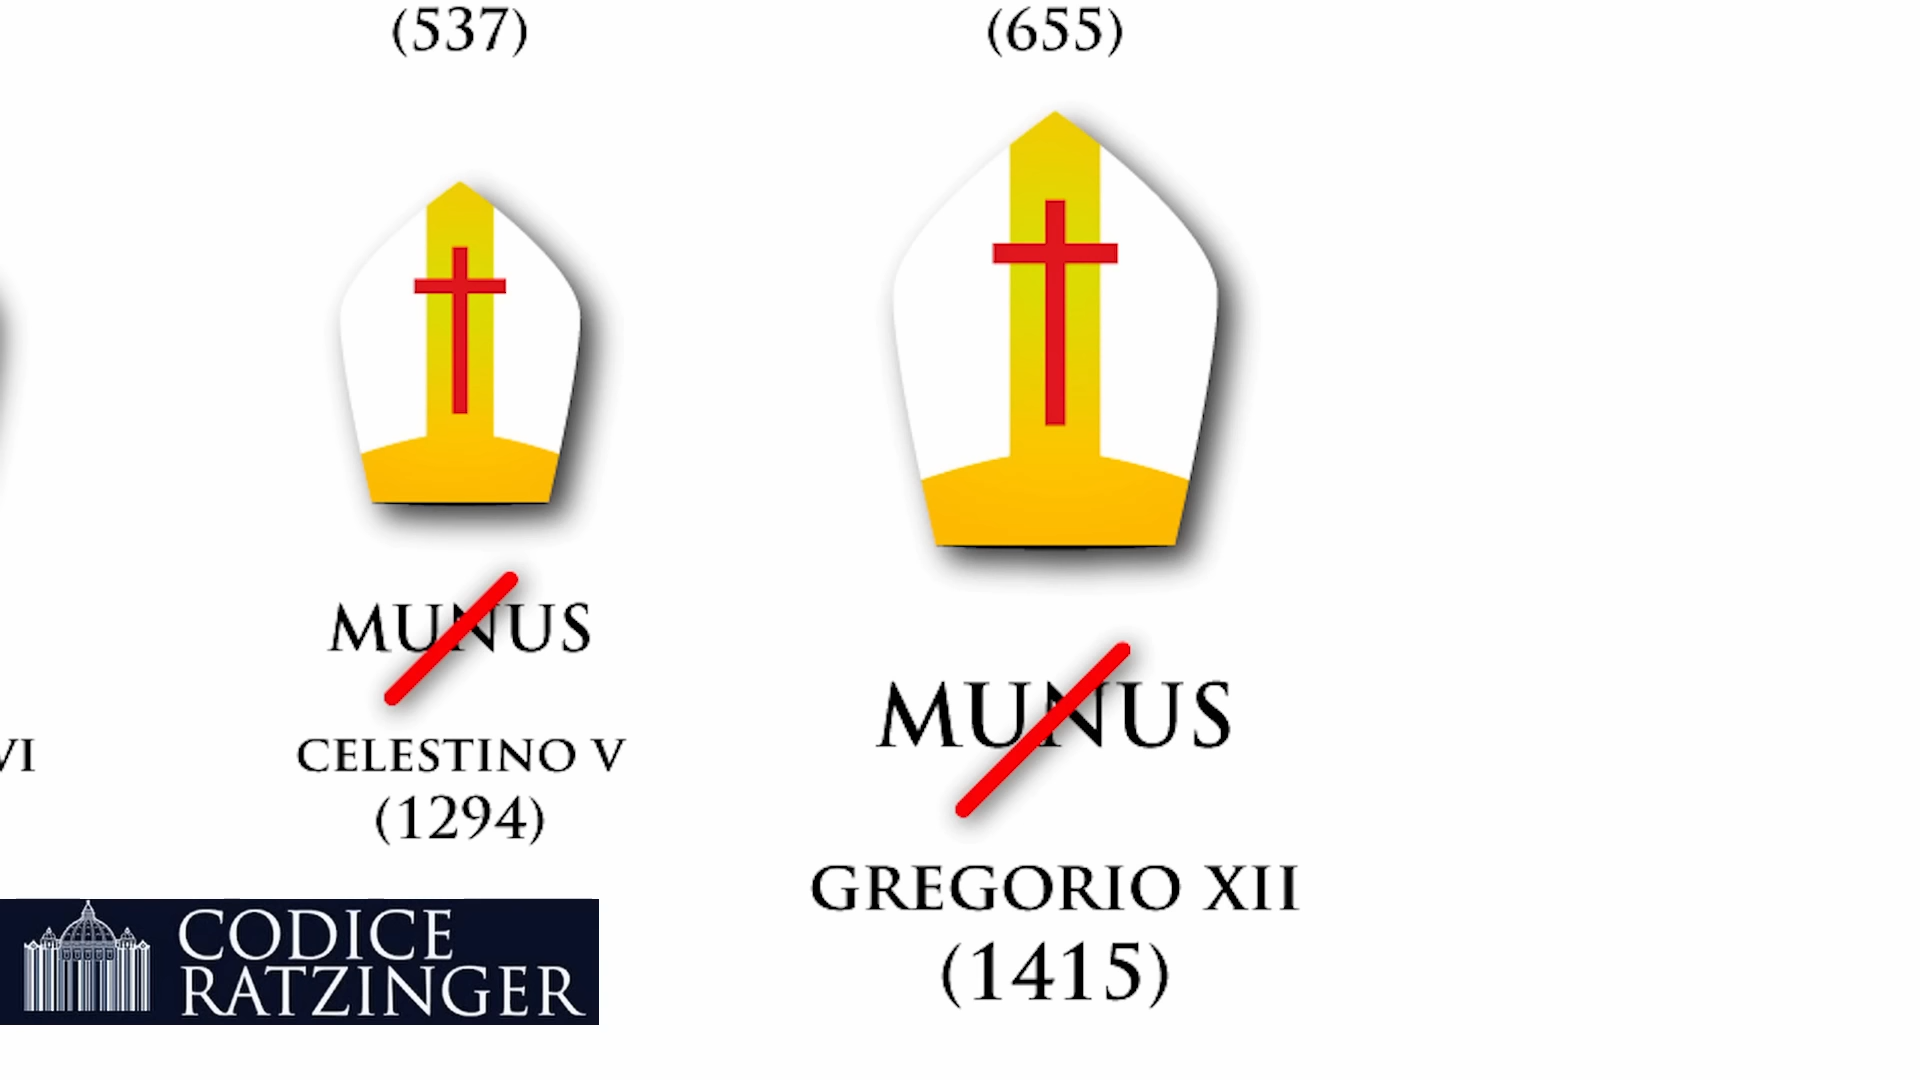 (537)
(655)
MUNUS
MUNUS
VI
CELESTINO V
(1294)
GREGORIO XII
(1415)
CODICE
RATZINGER